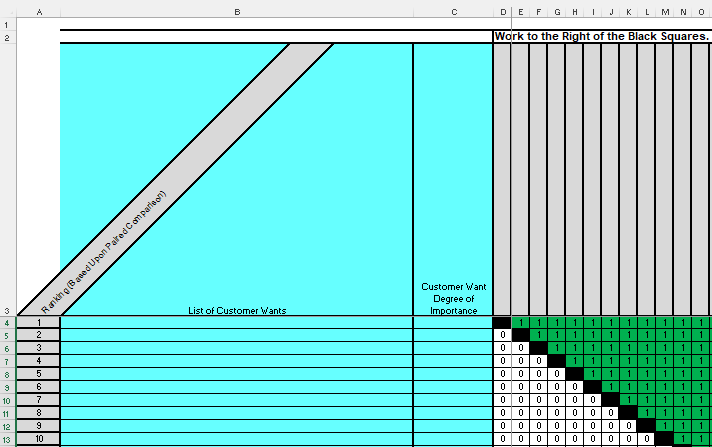 A B C D E F G H I J K L M N O
1
2 Work to the Right of the Black Squares.
Ranking (Based Upon Paired Comparison)
Customer Want
Degree of
3 List of Customer Wants Importance
4 1 1 1 1 1 1 1 1 1 1 1 1
5 2 0 1 1 1 1 1 1 1 1 1 1
6 3 0 0 1 1 1 1 1 1 1 1 1
7 4 0 0 0 1 1 1 1 1 1 1 1
8 5 0 0 0 0 1 1 1 1 1 1 1
9 6 0 0 0 0 0 1 1 1 1 1 1
10 7 0 0 0 0 0 0 1 1 1 1 1
11 8 0 0 0 0 0 0 0 1 1 1 1
12 9 0 0 0 0 0 0 0 0 1 1 1
13 10 0 0 0 0 0 0 0 0 0 1 1